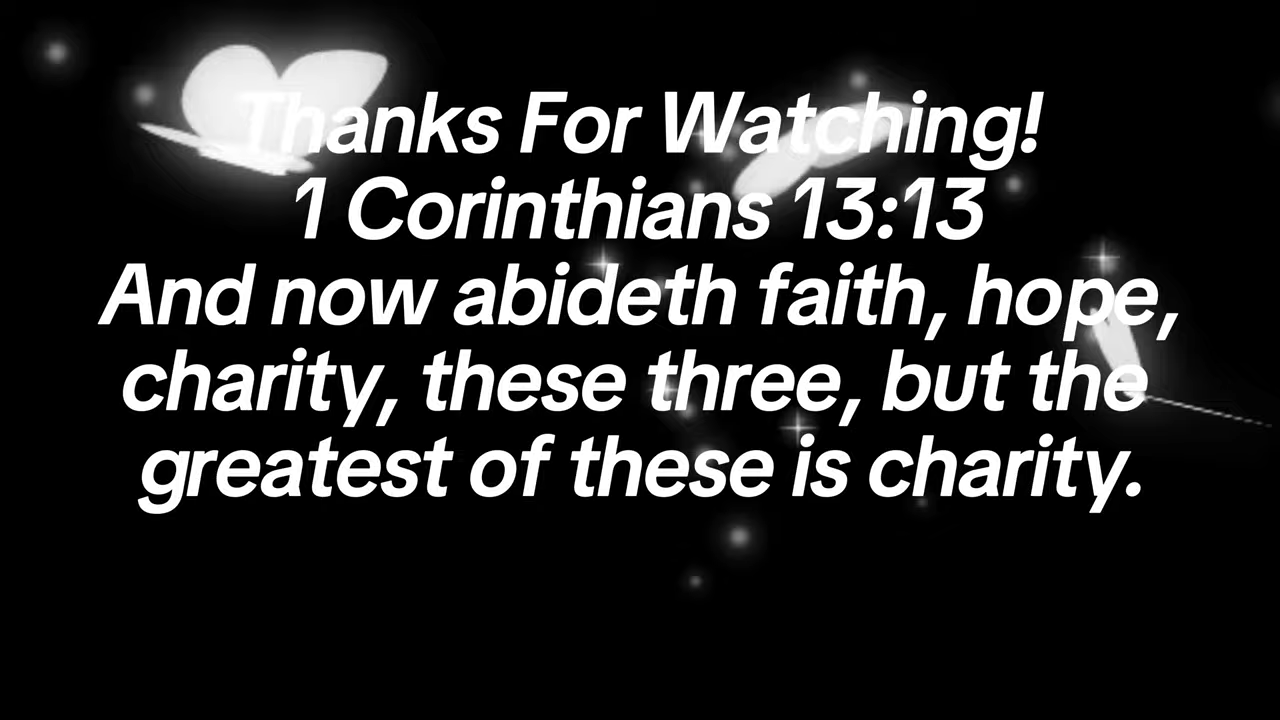 Thanks For Watching!
1 Corinthians 13:13
And now abideth faith, hope,
charity, these three, but the
greatest of these is charity.